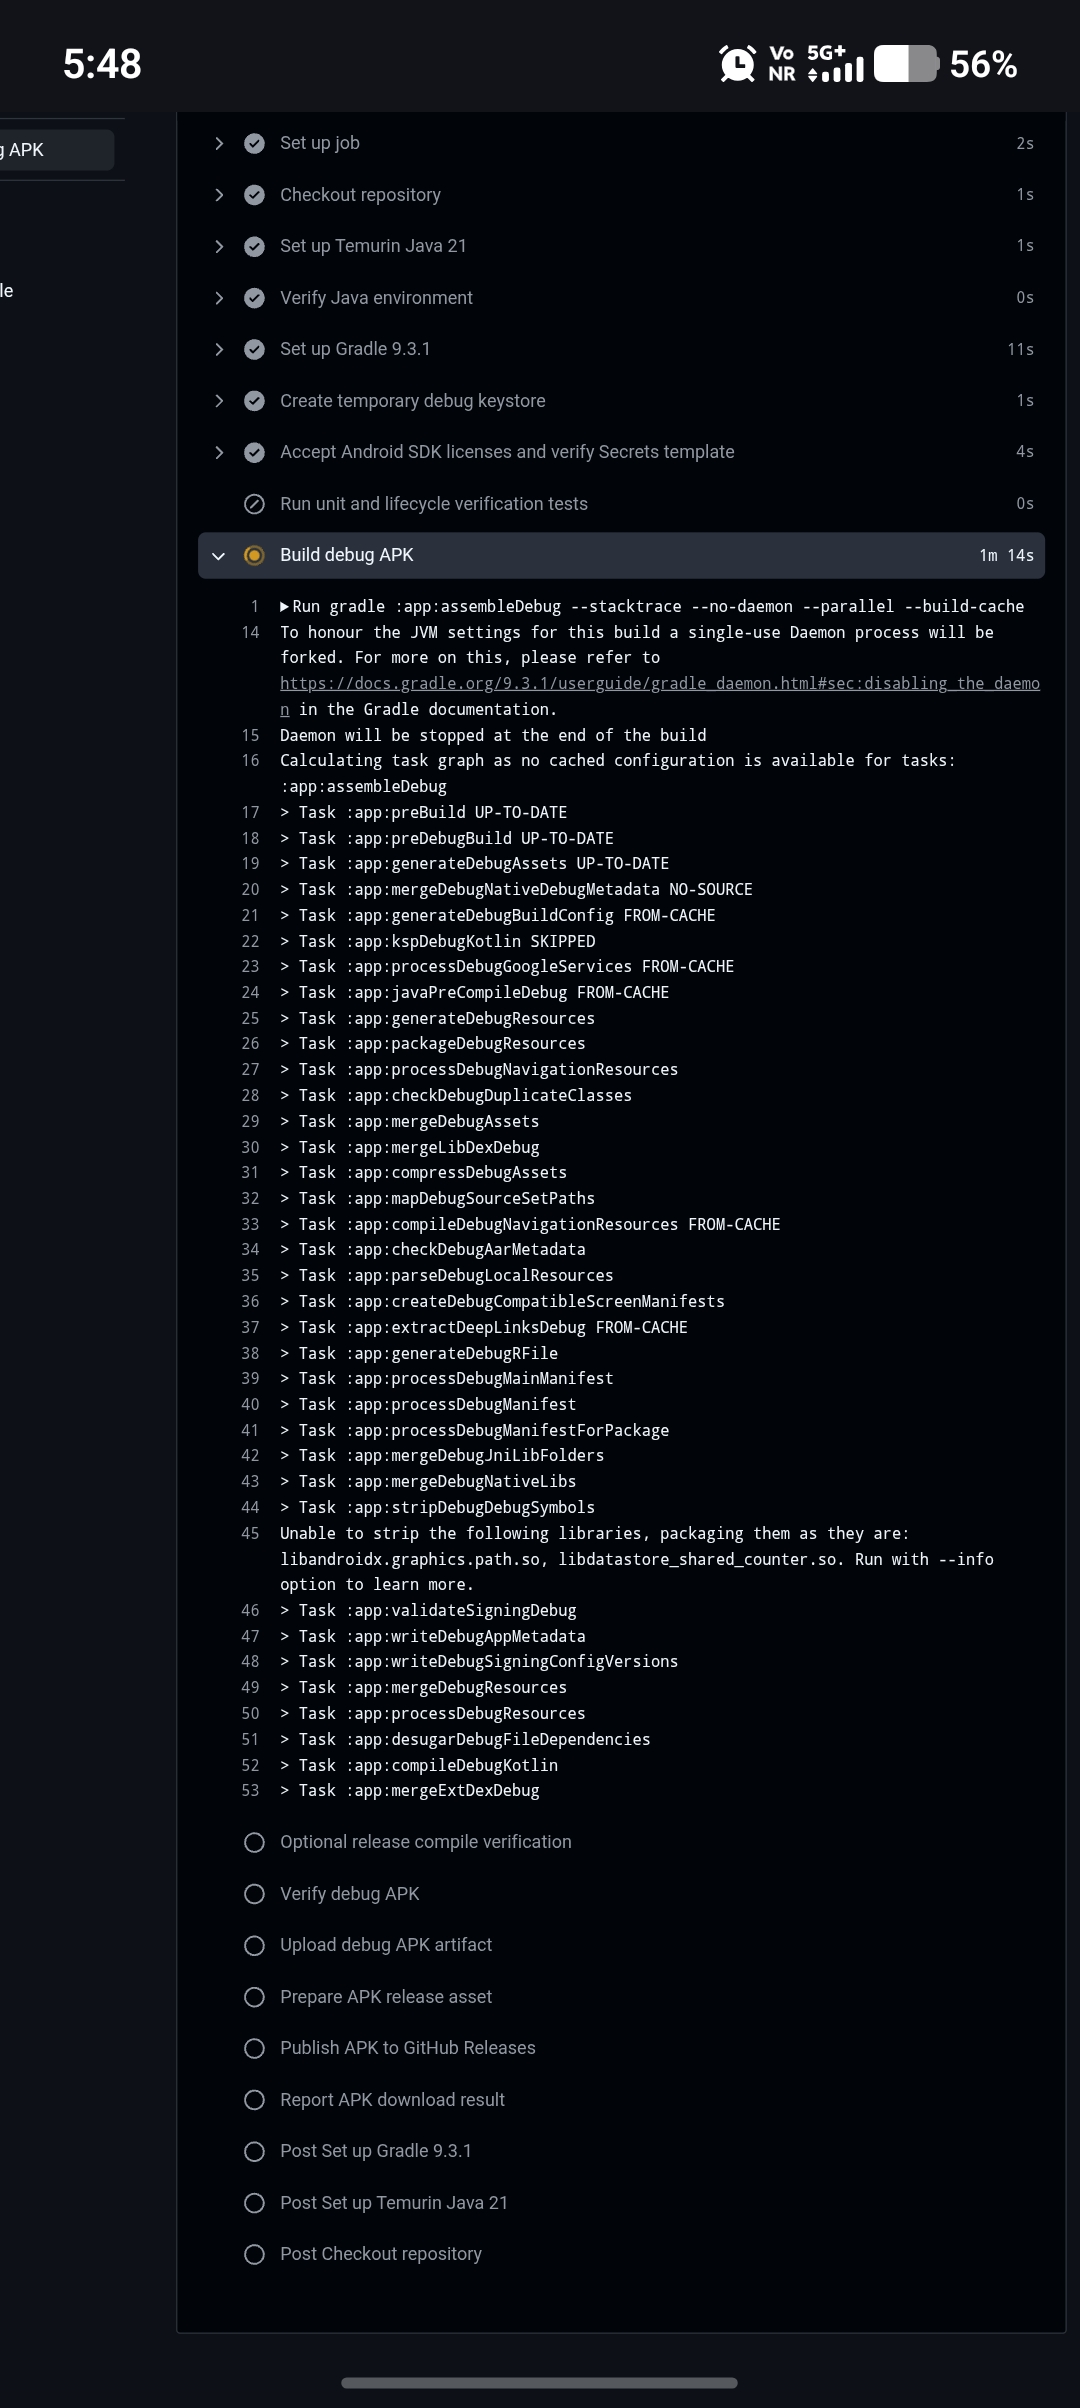 5:48
Vo
NR
5G+
56%
g APK
le
Set up job 2s
Checkout repository 1s
Set up Temurin Java 21 1s
Verify Java environment 0s
Set up Gradle 9.3.1 11s
Create temporary debug keystore 1s
Accept Android SDK licenses and verify Secrets template 4s
Run unit and lifecycle verification tests 0s
Build debug APK 1m 14s
1 ▶Run gradle :app:assembleDebug --stacktrace --no-daemon --parallel --build-cache
14 To honour the JVM settings for this build a single-use Daemon process will be
forked. For more on this, please refer to
https://docs.gradle.org/9.3.1/userguide/gradle_daemon.html#sec:disabling_the_daemo
n in the Gradle documentation.
15 Daemon will be stopped at the end of the build
16 Calculating task graph as no cached configuration is available for tasks:
:app:assembleDebug
17 > Task :app:preBuild UP-TO-DATE
18 > Task :app:preDebugBuild UP-TO-DATE
19 > Task :app:generateDebugAssets UP-TO-DATE
20 > Task :app:mergeDebugNativeDebugMetadata NO-SOURCE
21 > Task :app:generateDebugBuildConfig FROM-CACHE
22 > Task :app:kspDebugKotlin SKIPPED
23 > Task :app:processDebugGoogleServices FROM-CACHE
24 > Task :app:javaPreCompileDebug FROM-CACHE
25 > Task :app:generateDebugResources
26 > Task :app:packageDebugResources
27 > Task :app:processDebugNavigationResources
28 > Task :app:checkDebugDuplicateClasses
29 > Task :app:mergeDebugAssets
30 > Task :app:mergeLibDexDebug
31 > Task :app:compressDebugAssets
32 > Task :app:mapDebugSourceSetPaths
33 > Task :app:compileDebugNavigationResources FROM-CACHE
34 > Task :app:checkDebugAarMetadata
35 > Task :app:parseDebugLocalResources
36 > Task :app:createDebugCompatibleScreenManifests
37 > Task :app:extractDeepLinksDebug FROM-CACHE
38 > Task :app:generateDebugRFile
39 > Task :app:processDebugMainManifest
40 > Task :app:processDebugManifest
41 > Task :app:processDebugManifestForPackage
42 > Task :app:mergeDebugJniLibFolders
43 > Task :app:mergeDebugNativeLibs
44 > Task :app:stripDebugDebugSymbols
45 Unable to strip the following libraries, packaging them as they are:
libandroidx.graphics.path.so, libdatastore_shared_counter.so. Run with --info
option to learn more.
46 > Task :app:validateSigningDebug
47 > Task :app:writeDebugAppMetadata
48 > Task :app:writeDebugSigningConfigVersions
49 > Task :app:mergeDebugResources
50 > Task :app:processDebugResources
51 > Task :app:desugarDebugFileDependencies
52 > Task :app:compileDebugKotlin
53 > Task :app:mergeExtDexDebug
Optional release compile verification
Verify debug APK
Upload debug APK artifact
Prepare APK release asset
Publish APK to GitHub Releases
Report APK download result
Post Set up Gradle 9.3.1
Post Set up Temurin Java 21
Post Checkout repository